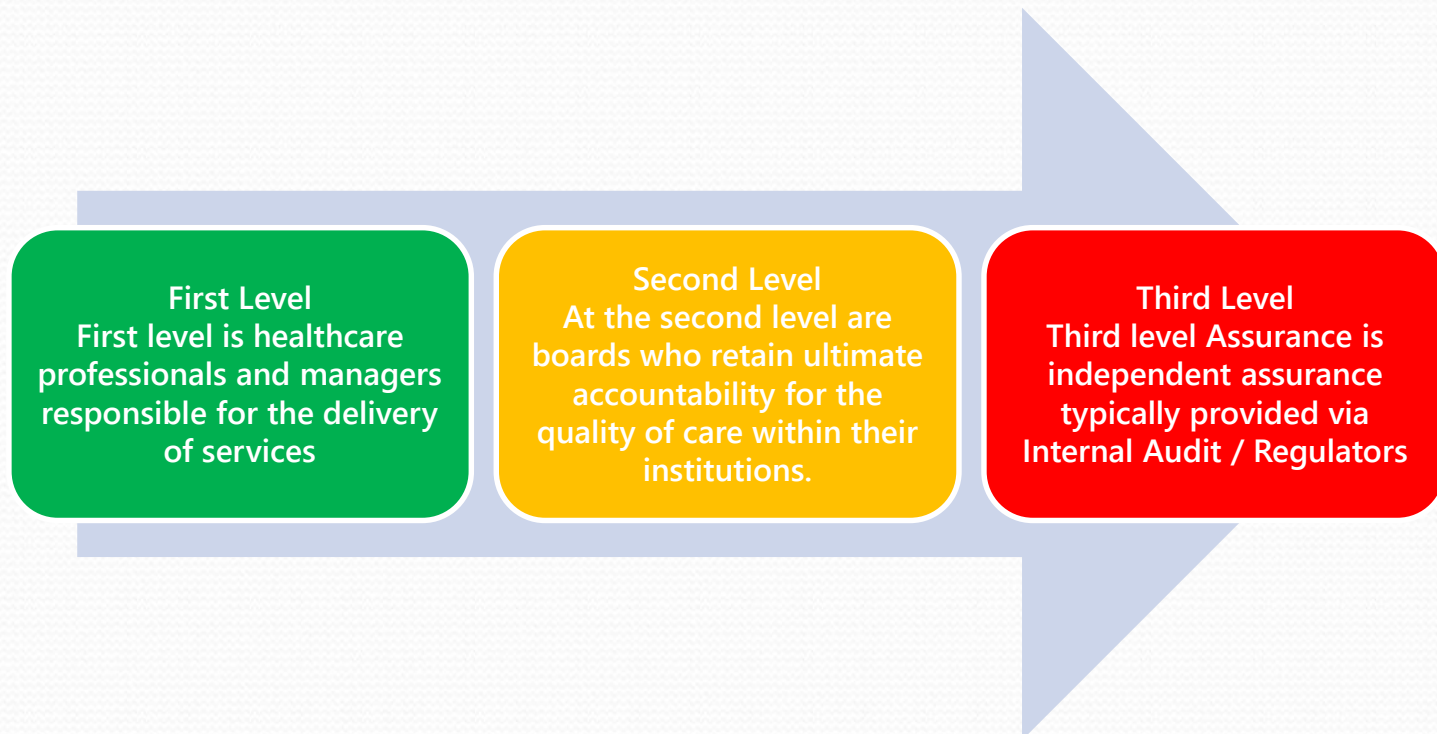 First Level
First level is healthcare
professionals and managers
responsible for the delivery
of services
Second Level
At the second level are
boards who retain ultimate
accountability for the
quality of care within their
institutions.
Third Level
Third level Assurance is
independent assurance
typically provided via
Internal Audit / Regulators